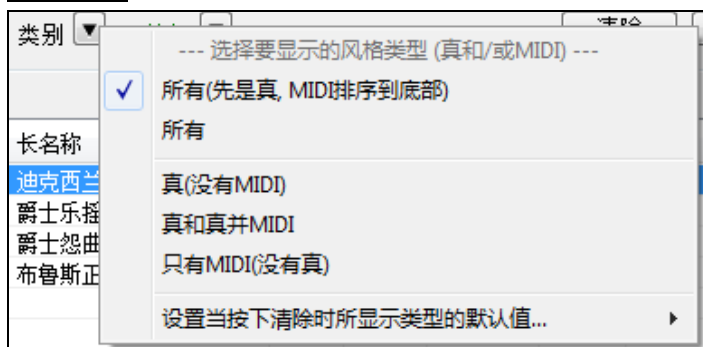 类别
--- 选择要显示的风格类型 (真和/或MIDI) ---
所有(先是真, MIDI排序到底部)
所有
长名称
真(没有MIDI)
迪克西兰
真和真并MIDI
爵士乐摇
只有MIDI(没有真)
爵士怨曲
布鲁斯正
设置当按下清除时所显示类型的默认值...